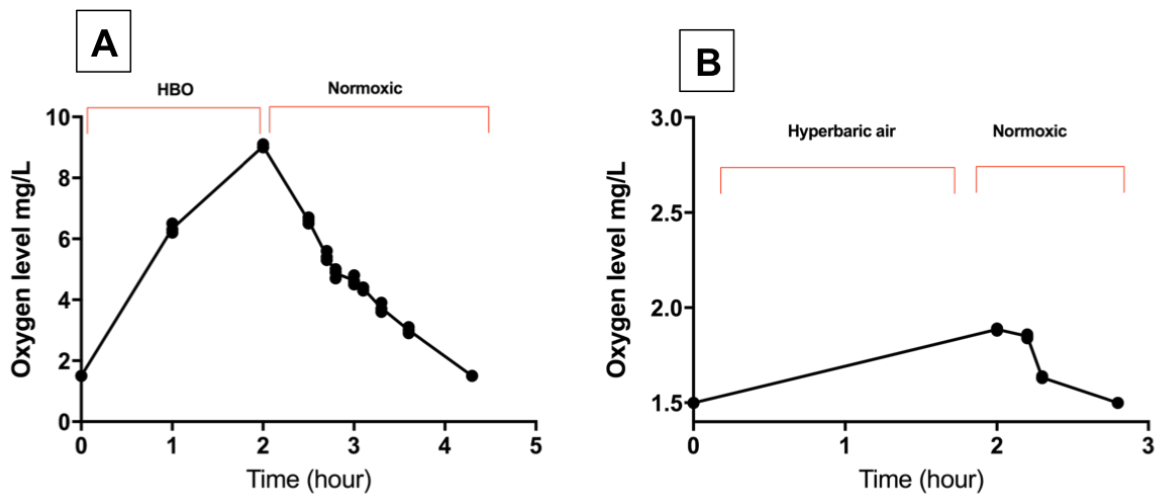 A
HBO
Normoxic
Oxygen level mg/L
10
8
6
4
2
0
0 1 2 3 4 5
Time (hour)
B
Hyperbaric air
Normoxic
Oxygen level mg/L
3.0
2.5
2.0
1.5
0 1 2 3
Time (hour)